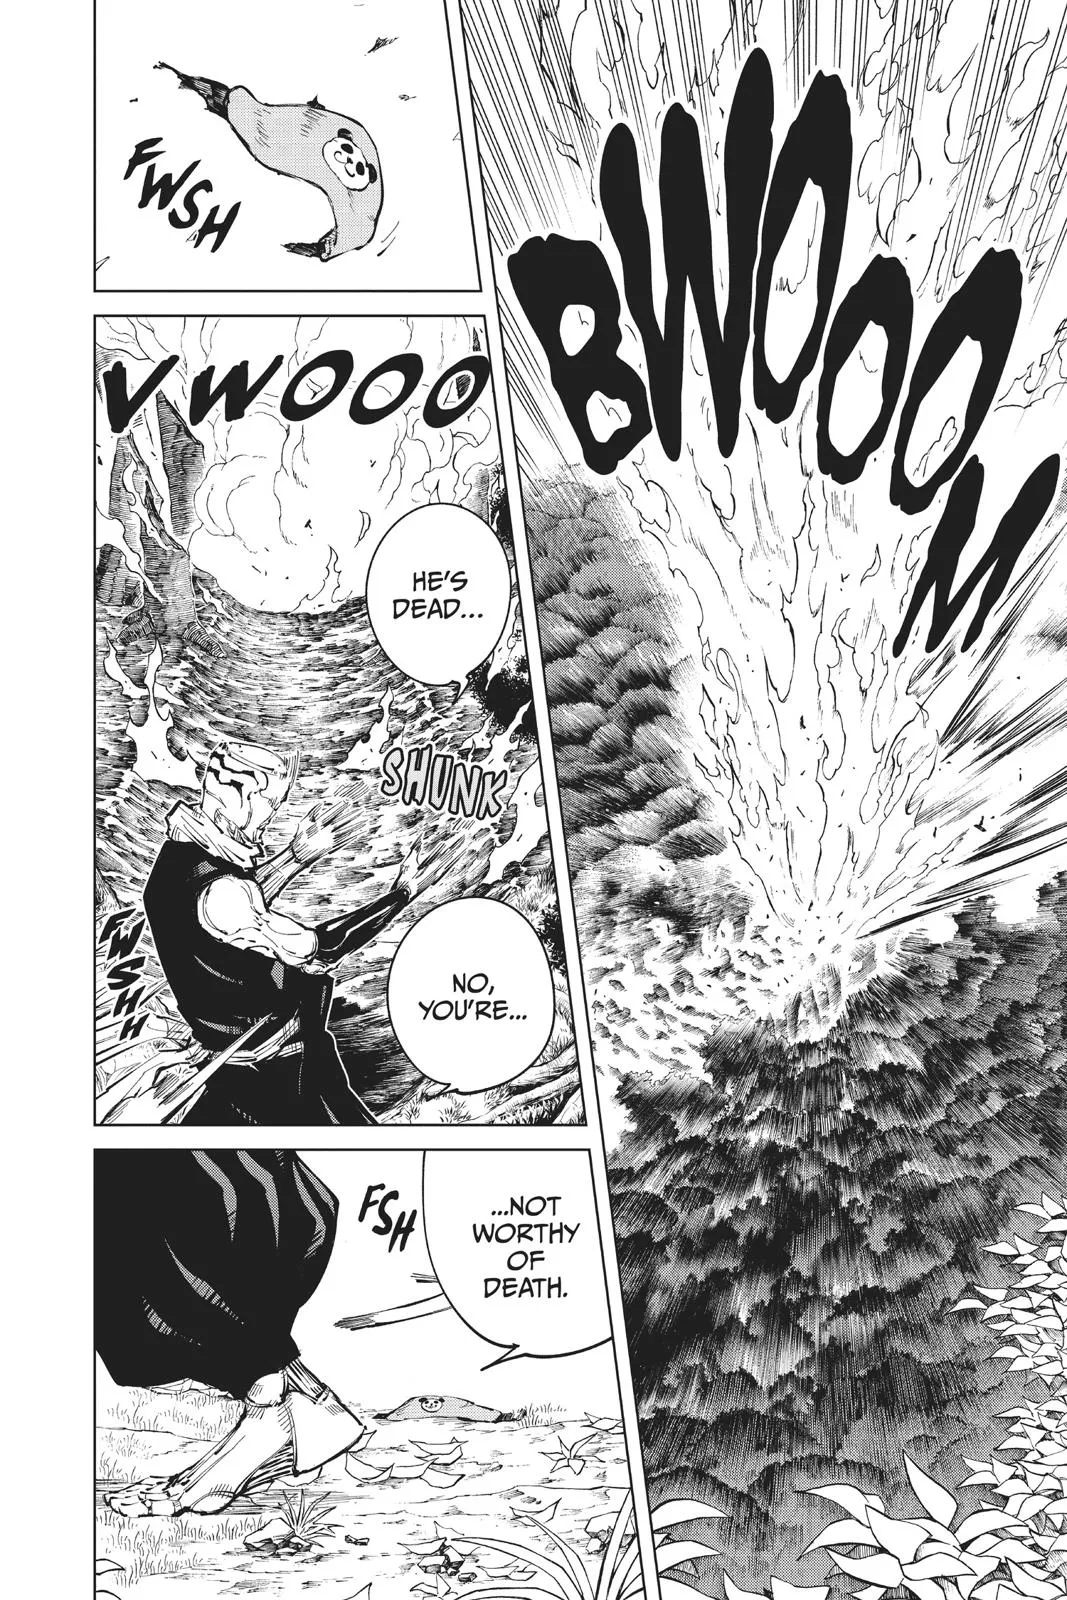 BWOOOM
FWSH
VWOOO
HE'S
DEAD...
SHUNK
FWSHH
NO,
YOU'RE...
...NOT
WORTHY
OF
DEATH.
FSH